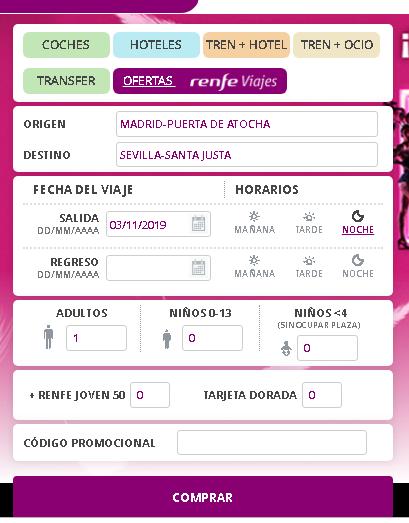 COCHES HOTELES TREN + HOTEL TREN + OCIO
TRANSFER OFERTAS renfe Viajes
ORIGEN MADRID-PUERTA DE ATOCHA
DESTINO SEVILLA-SANTA JUSTA
FECHA DEL VIAJE HORARIOS
SALIDA
DD/MM/AAAA 03/11/2019 MAÑANA TARDE NOCHE
REGRESO
DD/MM/AAAA MAÑANA TARDE NOCHE
ADULTOS NIÑOS 0-13 NIÑOS <4
(SIN OCUPAR PLAZA)
1 0 0
+ RENFE JOVEN 50 0 TARJETA DORADA 0
CÓDIGO PROMOCIONAL
COMPRAR